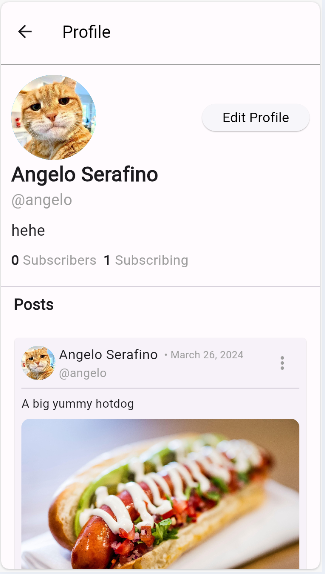 Profile
Edit Profile
Angelo Serafino
@angelo
hehe
0 Subscribers 1 Subscribing
Posts
Angelo Serafino • March 26, 2024
@angelo
A big yummy hotdog